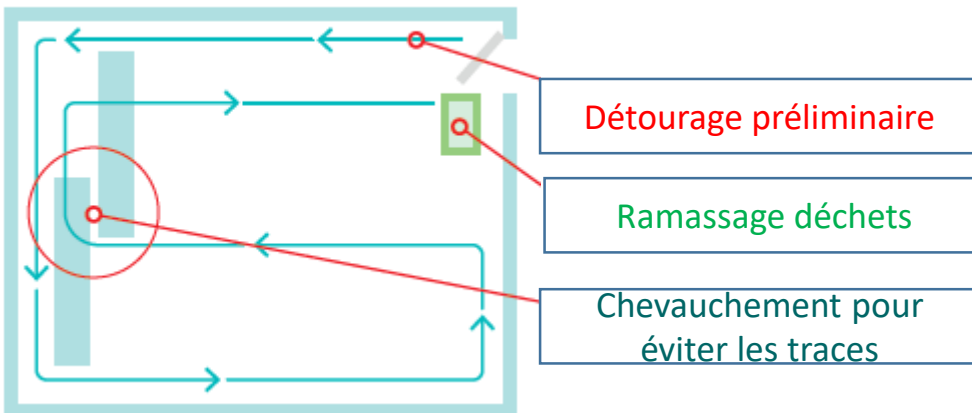 Détourage préliminaire
Ramassage déchets
Chevauchement pour
éviter les traces